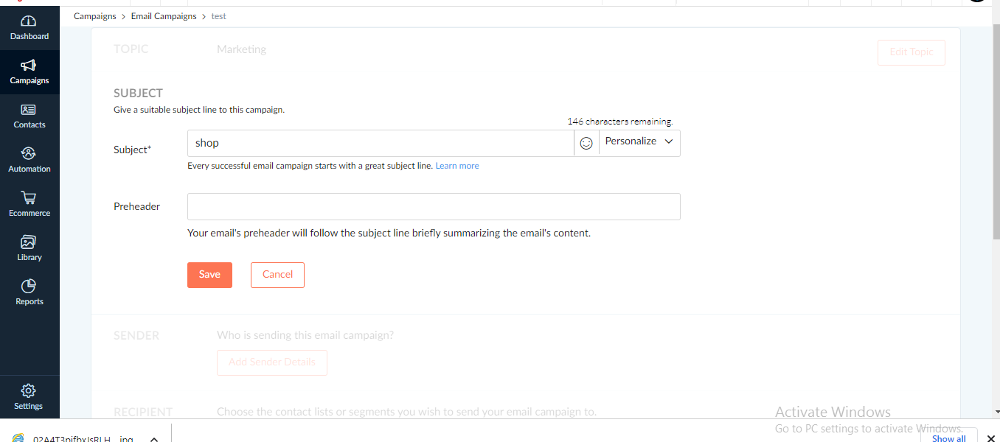 Campaigns > Email Campaigns > test
Dashboard
Campaigns
Contacts
Automation
Ecommerce
Library
Reports
Settings
TOPIC Marketing Edit Topic
SUBJECT
Give a suitable subject line to this campaign.
146 characters remaining.
Subject* shop Personalize
Every successful email campaign starts with a great subject line. Learn more
Preheader
Your email's preheader will follow the subject line briefly summarizing the email's content.
Save Cancel
SENDER Who is sending this email campaign?
Add Sender Details
RECIPIENT Choose the contact lists or segments you wish to send your email campaign to.
Activate Windows
Go to PC settings to activate Windows.
Show all